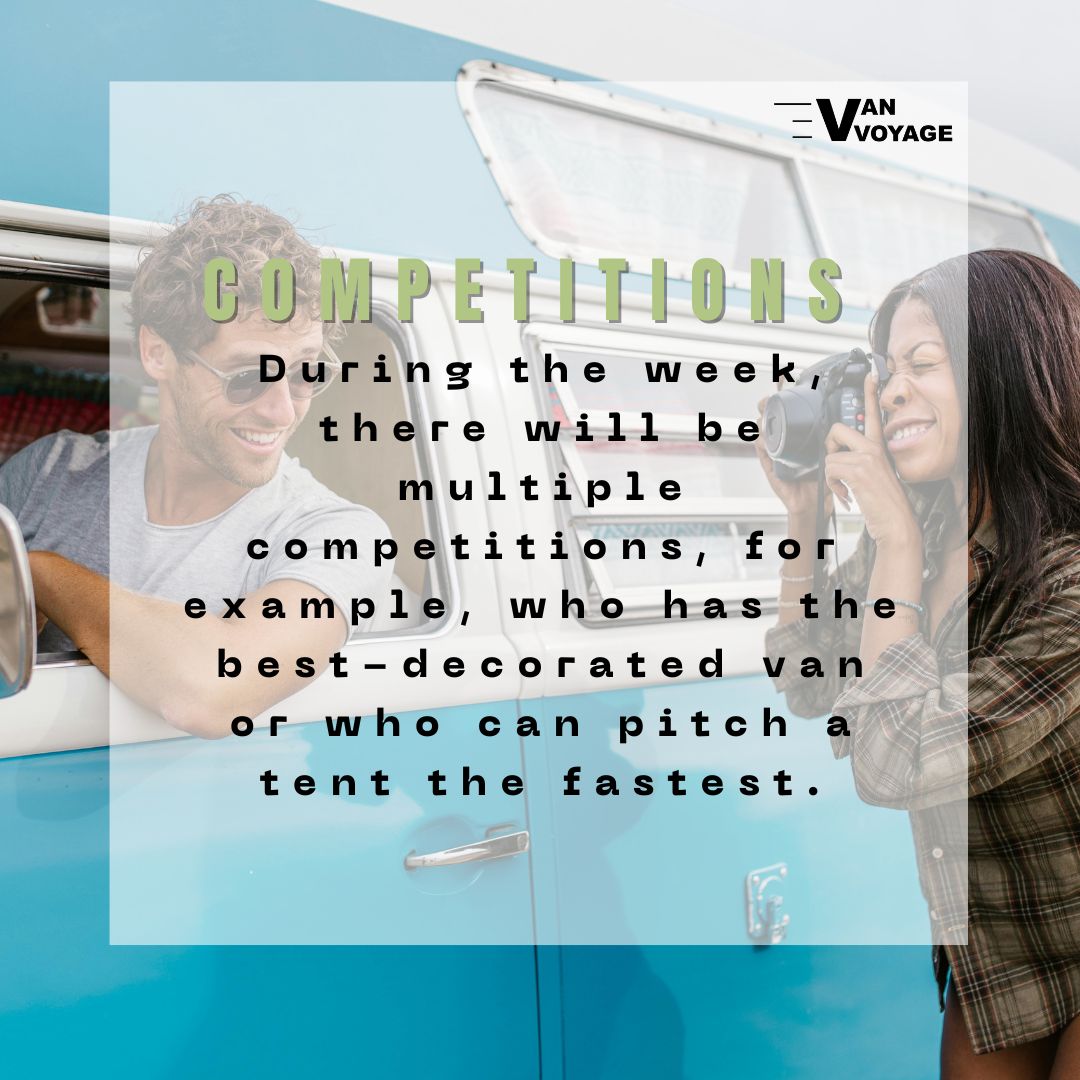 VAN
VOYAGE
COMPETITIONS
During the week,
there will be
multiple
competitions, for
example, who has the
best-decorated van
or who can pitch a
tent the fastest.